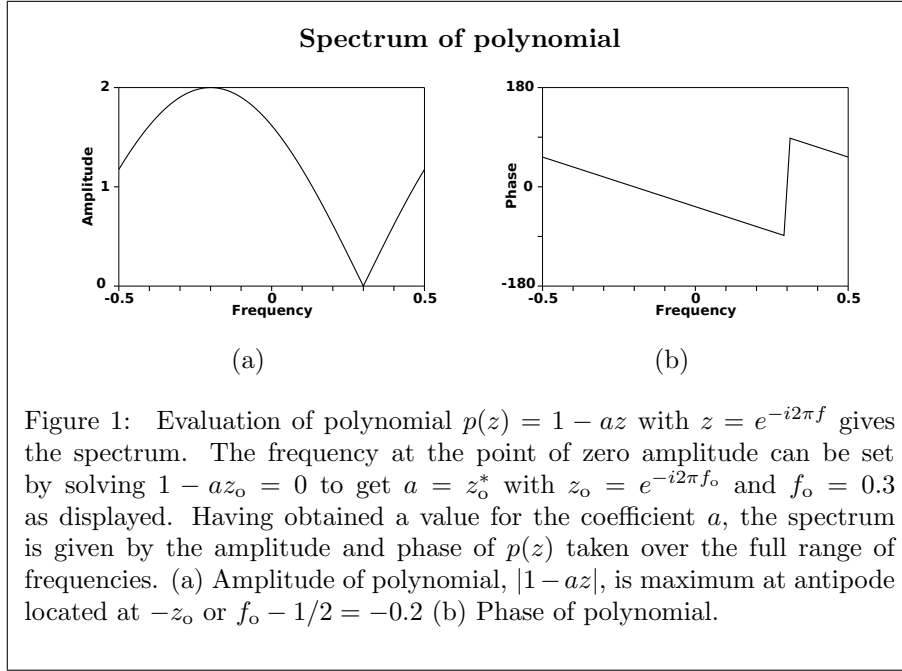 Spectrum of polynomial
2
1
0
Amplitude
-0.5 0 0.5
Frequency
(a)
180
0
-180
Phase
-0.5 0 0.5
Frequency
(b)
Figure 1: Evaluation of polynomial p(z) = 1 − az with z = e^{−i2πf} gives
the spectrum. The frequency at the point of zero amplitude can be set
by solving 1 − az_o = 0 to get a = z_o^* with z_o = e^{−i2πf_o} and f_o = 0.3
as displayed. Having obtained a value for the coefficient a, the spectrum
is given by the amplitude and phase of p(z) taken over the full range of
frequencies. (a) Amplitude of polynomial, |1−az|, is maximum at antipode
located at −z_o or f_o − 1/2 = −0.2 (b) Phase of polynomial.